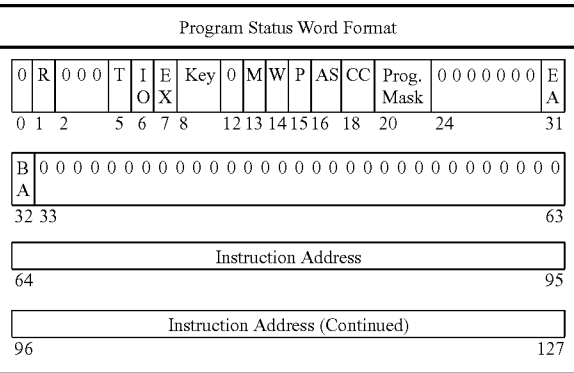 Program Status Word Format
0 R 0 0 0 T I E Key 0 M W P AS CC Prog. 0 0 0 0 0 0 0 E
O X Mask A
0 1 2 5 6 7 8 12 13 14 15 16 18 20 24 31
B 0 0 0 0 0 0 0 0 0 0 0 0 0 0 0 0 0 0 0 0 0 0 0 0 0 0 0 0 0 0 0
A
32 33 63
Instruction Address
64 95
Instruction Address (Continued)
96 127